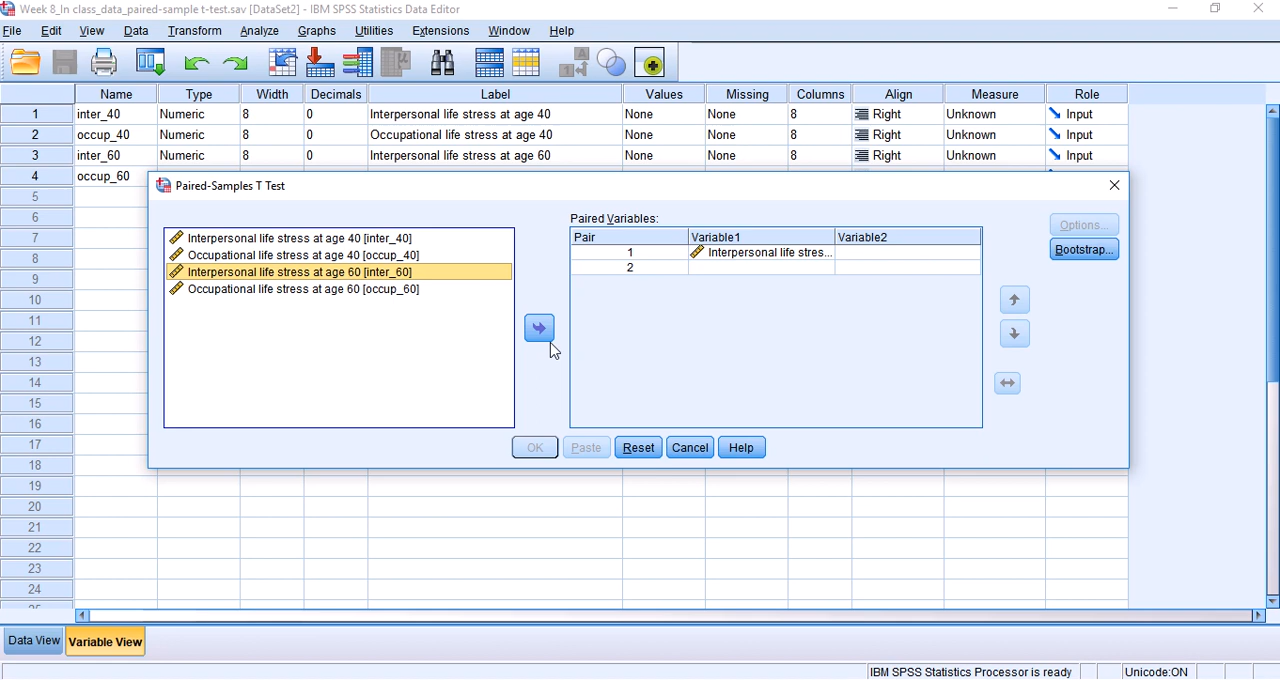 Week 8_In class_data_paired-sample t-test.sav [DataSet2] - IBM SPSS Statistics Data Editor
File Edit View Data Transform Analyze Graphs Utilities Extensions Window Help
Name Type Width Decimals Label Values Missing Columns Align Measure Role
1 inter_40 Numeric 8 0 Interpersonal life stress at age 40 None None 8 Right Unknown Input
2 occup_40 Numeric 8 0 Occupational life stress at age 40 None None 8 Right Unknown Input
3 inter_60 Numeric 8 0 Interpersonal life stress at age 60 None None 8 Right Unknown Input
4 occup_60
5
6
7
8
9
10
11
12
13
14
15
16
17
18
19
20
21
22
23
24
Paired-Samples T Test
Interpersonal life stress at age 40 [inter_40]
Occupational life stress at age 40 [occup_40]
Interpersonal life stress at age 60 [inter_60]
Occupational life stress at age 60 [occup_60]
Paired Variables:
Pair Variable1 Variable2
1 Interpersonal life stres...
2
Options...
Bootstrap...
OK Paste Reset Cancel Help
Data View Variable View
IBM SPSS Statistics Processor is ready Unicode:ON